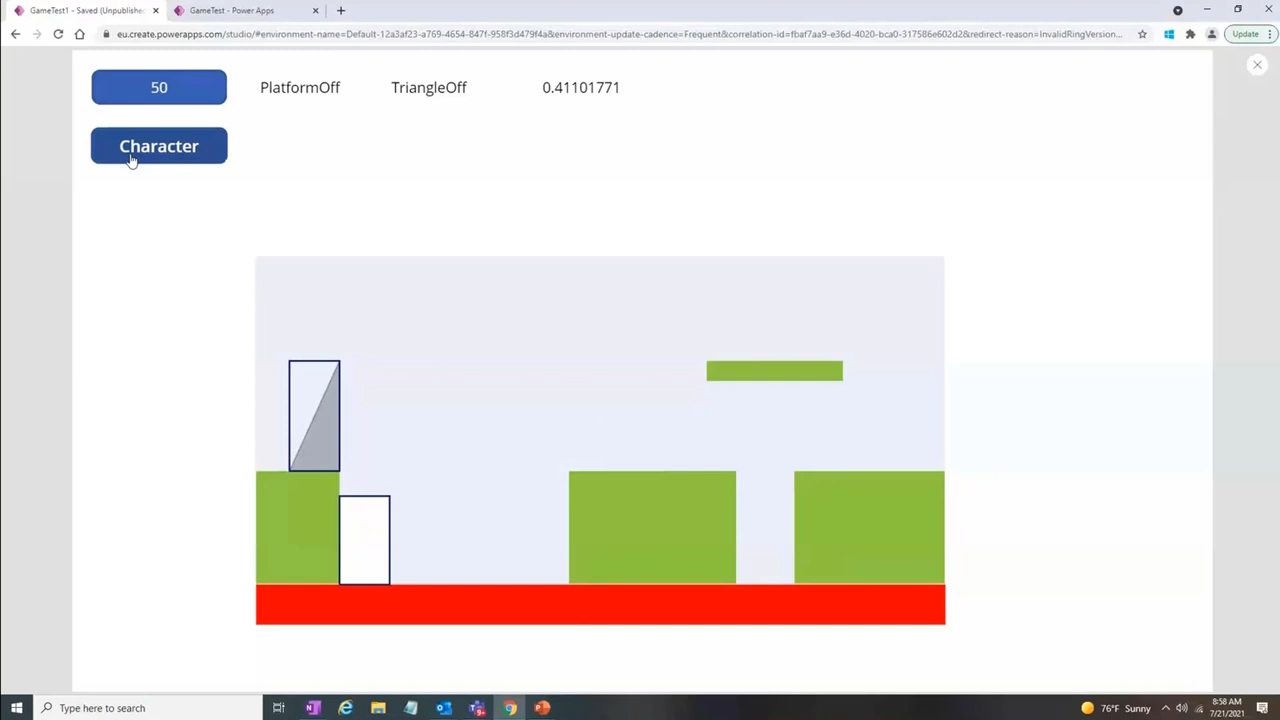 GameTest1 - Saved (Unpublishe
GameTest - Power Apps
eu.create.powerapps.com/studio/#environment-name=Default-12a3af23-a769-4654-847f-958f3d479f4a&environment-update-cadence=Frequent&correlation-id=fbaf7aa9-e36d-4020-bca0-317586e602d2&redirect-reason=InvalidRingVersion...
Update
50 PlatformOff TriangleOff 0.41101771
Character
Type here to search
76°F Sunny
8:58 AM
7/21/2021